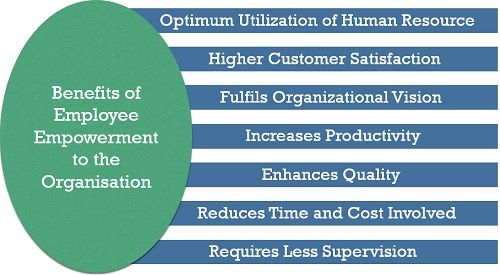 Benefits of
Employee
Empowerment
to the
Organisation
Optimum Utilization of Human Resource
Higher Customer Satisfaction
Fulfils Organizational Vision
Increases Productivity
Enhances Quality
Reduces Time and Cost Involved
Requires Less Supervision